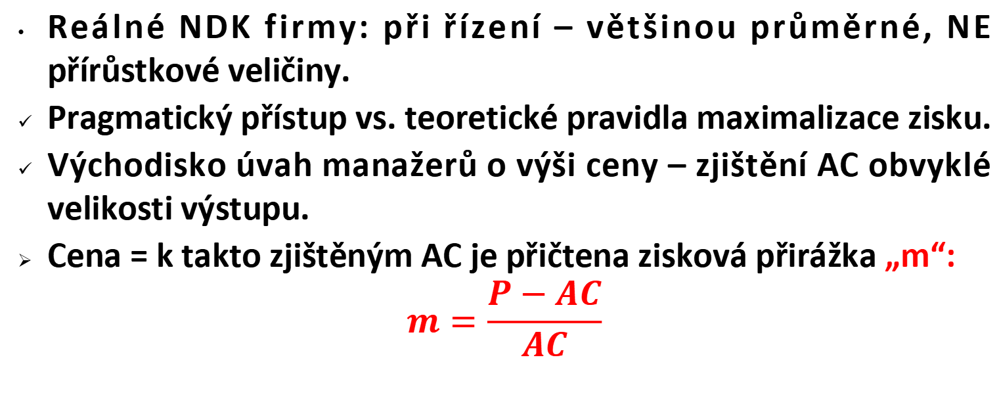 • Reálné NDK firmy: při řízení – většinou průměrné, NE
přírůstkové veličiny.
✓ Pragmatický přístup vs. teoretické pravidla maximalizace zisku.
✓ Východisko úvah manažerů o výši ceny – zjištění AC obvyklé
velikosti výstupu.
➢ Cena = k takto zjištěným AC je přičtena zisková přirážka „m“:
m = (P − AC) / AC